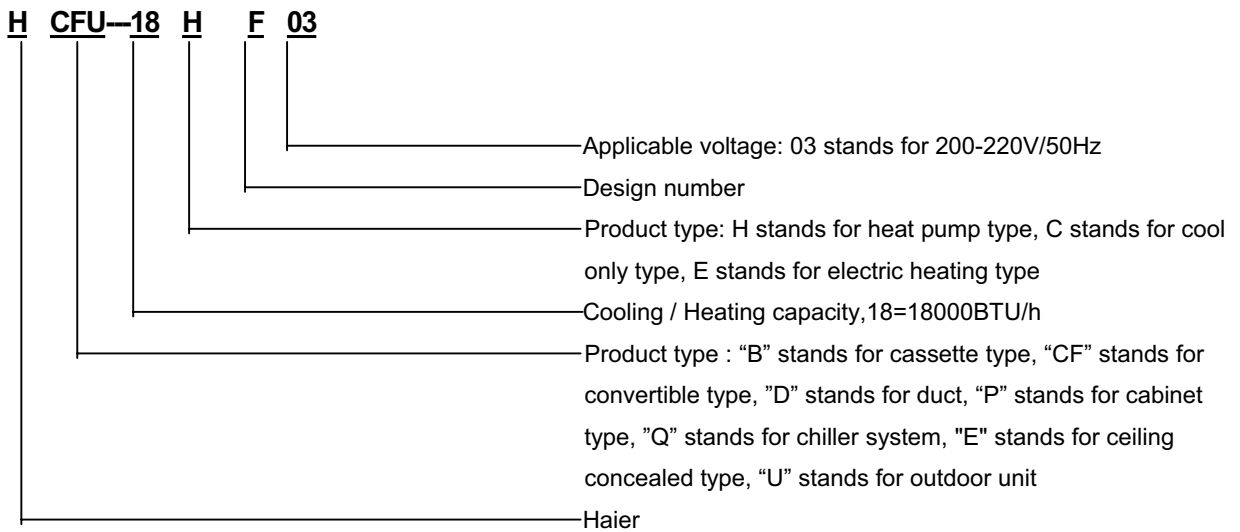 H CFU---18 H F 03
Applicable voltage: 03 stands for 200-220V/50Hz
Design number
Product type: H stands for heat pump type, C stands for cool
only type, E stands for electric heating type
Cooling / Heating capacity,18=18000BTU/h
Product type : “B” stands for cassette type, “CF” stands for
convertible type, ”D” stands for duct, “P” stands for cabinet
type, ”Q” stands for chiller system, "E" stands for ceiling
concealed type, “U” stands for outdoor unit
Haier